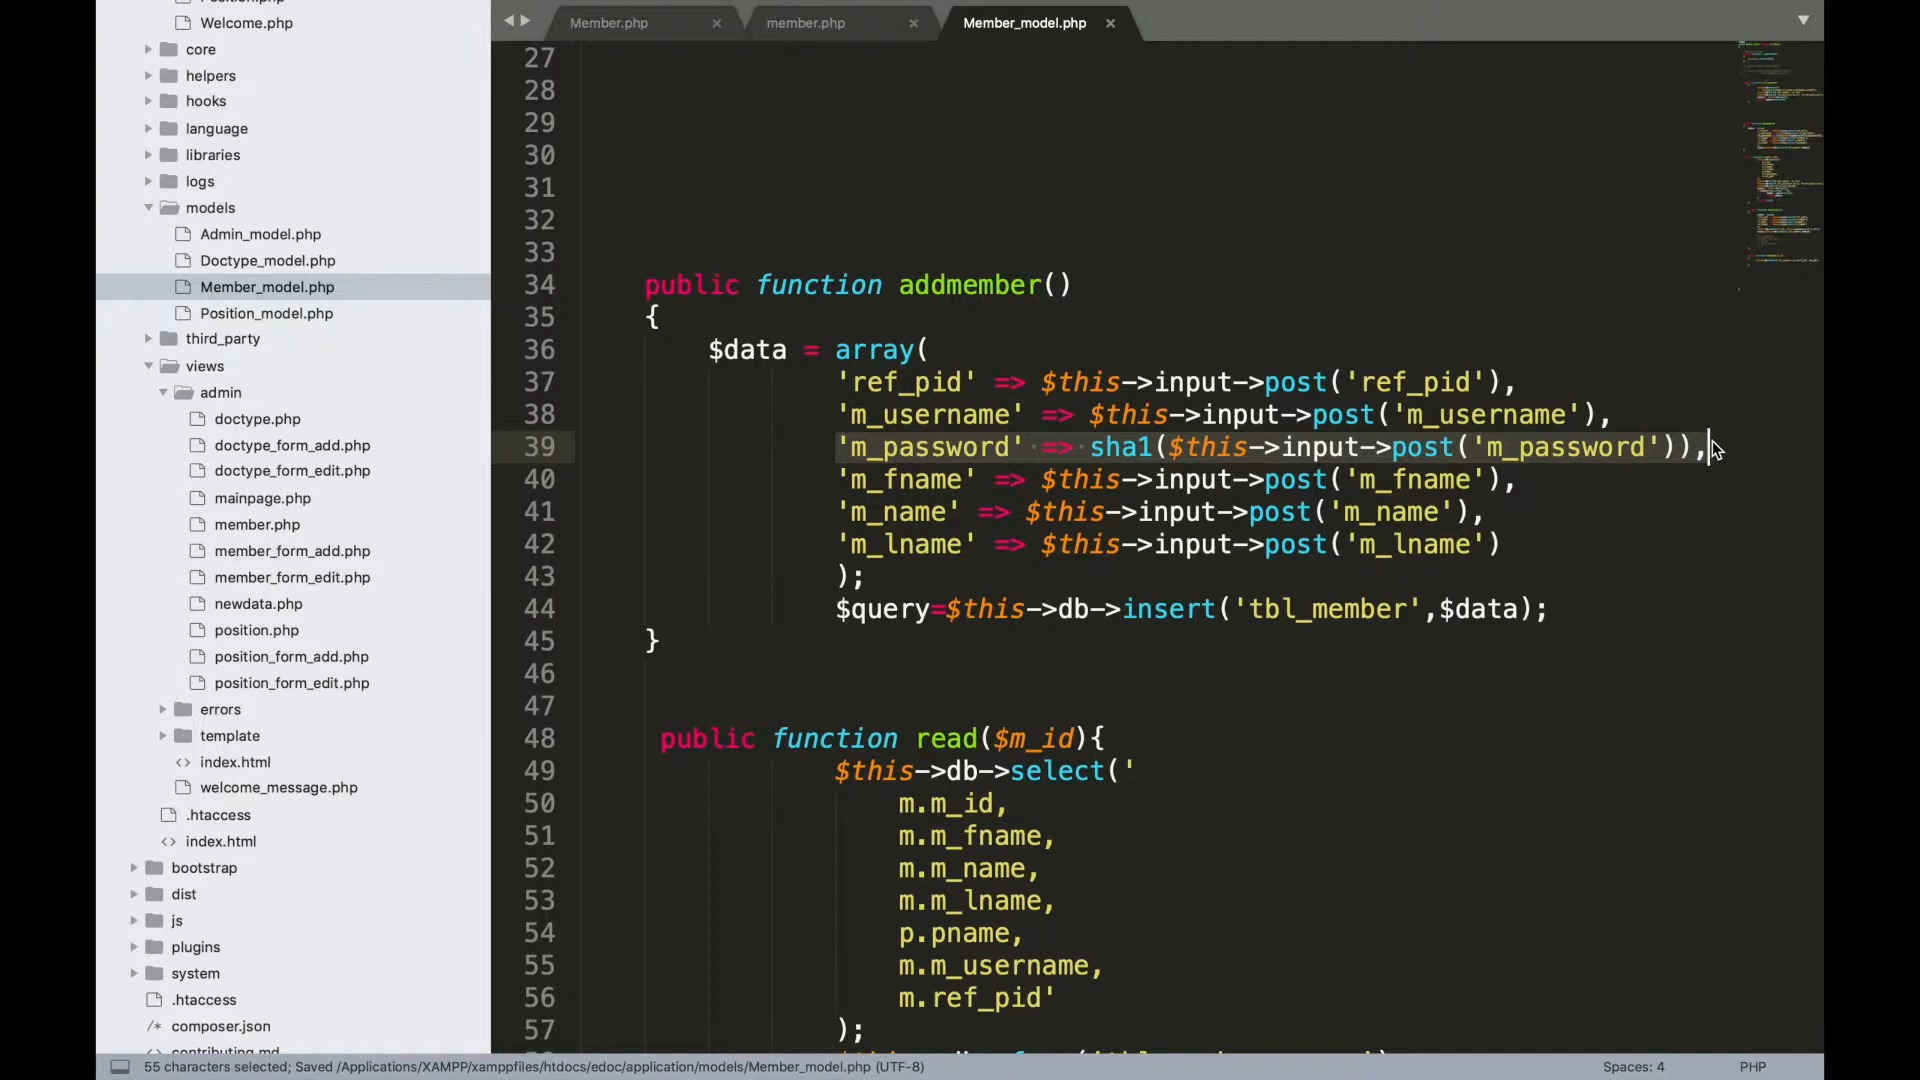 Welcome.php
core
helpers
hooks
language
libraries
logs
models
Admin_model.php
Doctype_model.php
Member_model.php
Position_model.php
third_party
views
admin
doctype.php
doctype_form_add.php
doctype_form_edit.php
mainpage.php
member.php
member_form_add.php
member_form_edit.php
newdata.php
position.php
position_form_add.php
position_form_edit.php
errors
template
<> index.html
welcome_message.php
.htaccess
<> index.html
bootstrap
dist
js
plugins
system
.htaccess
/* composer.json
contributing.md
Member.php × member.php × Member_model.php ×
27
28
29
30
31
32
33
34 public function addmember()
35 {
36 $data = array(
37 'ref_pid' => $this->input->post('ref_pid'),
38 'm_username' => $this->input->post('m_username'),
39 'm_password' => sha1($this->input->post('m_password')),
40 'm_fname' => $this->input->post('m_fname'),
41 'm_name' => $this->input->post('m_name'),
42 'm_lname' => $this->input->post('m_lname')
43 );
44 $query=$this->db->insert('tbl_member',$data);
45 }
46
47
48 public function read($m_id){
49 $this->db->select('
50 m.m_id,
51 m.m_fname,
52 m.m_name,
53 m.m_lname,
54 p.pname,
55 m.m_username,
56 m.ref_pid'
57 );
55 characters selected; Saved /Applications/XAMPP/xamppfiles/htdocs/edoc/application/models/Member_model.php (UTF-8) Spaces: 4 PHP